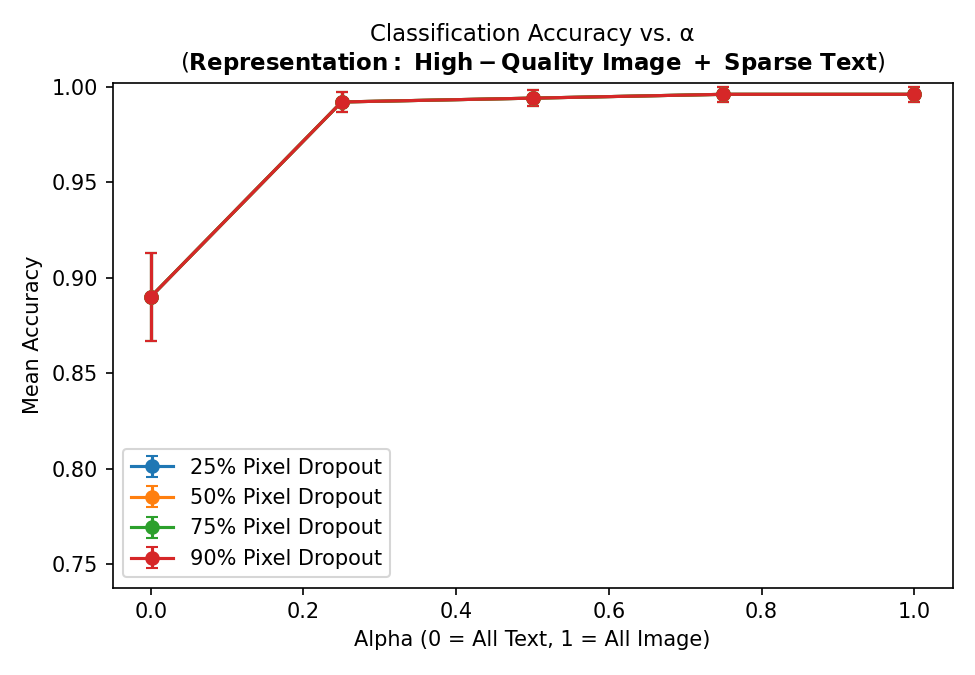 Classification Accuracy vs. α
(Representation: High−Quality Image + Sparse Text)
Mean Accuracy
1.00
0.95
0.90
0.85
0.80
0.75
25% Pixel Dropout
50% Pixel Dropout
75% Pixel Dropout
90% Pixel Dropout
0.0 0.2 0.4 0.6 0.8 1.0
Alpha (0 = All Text, 1 = All Image)